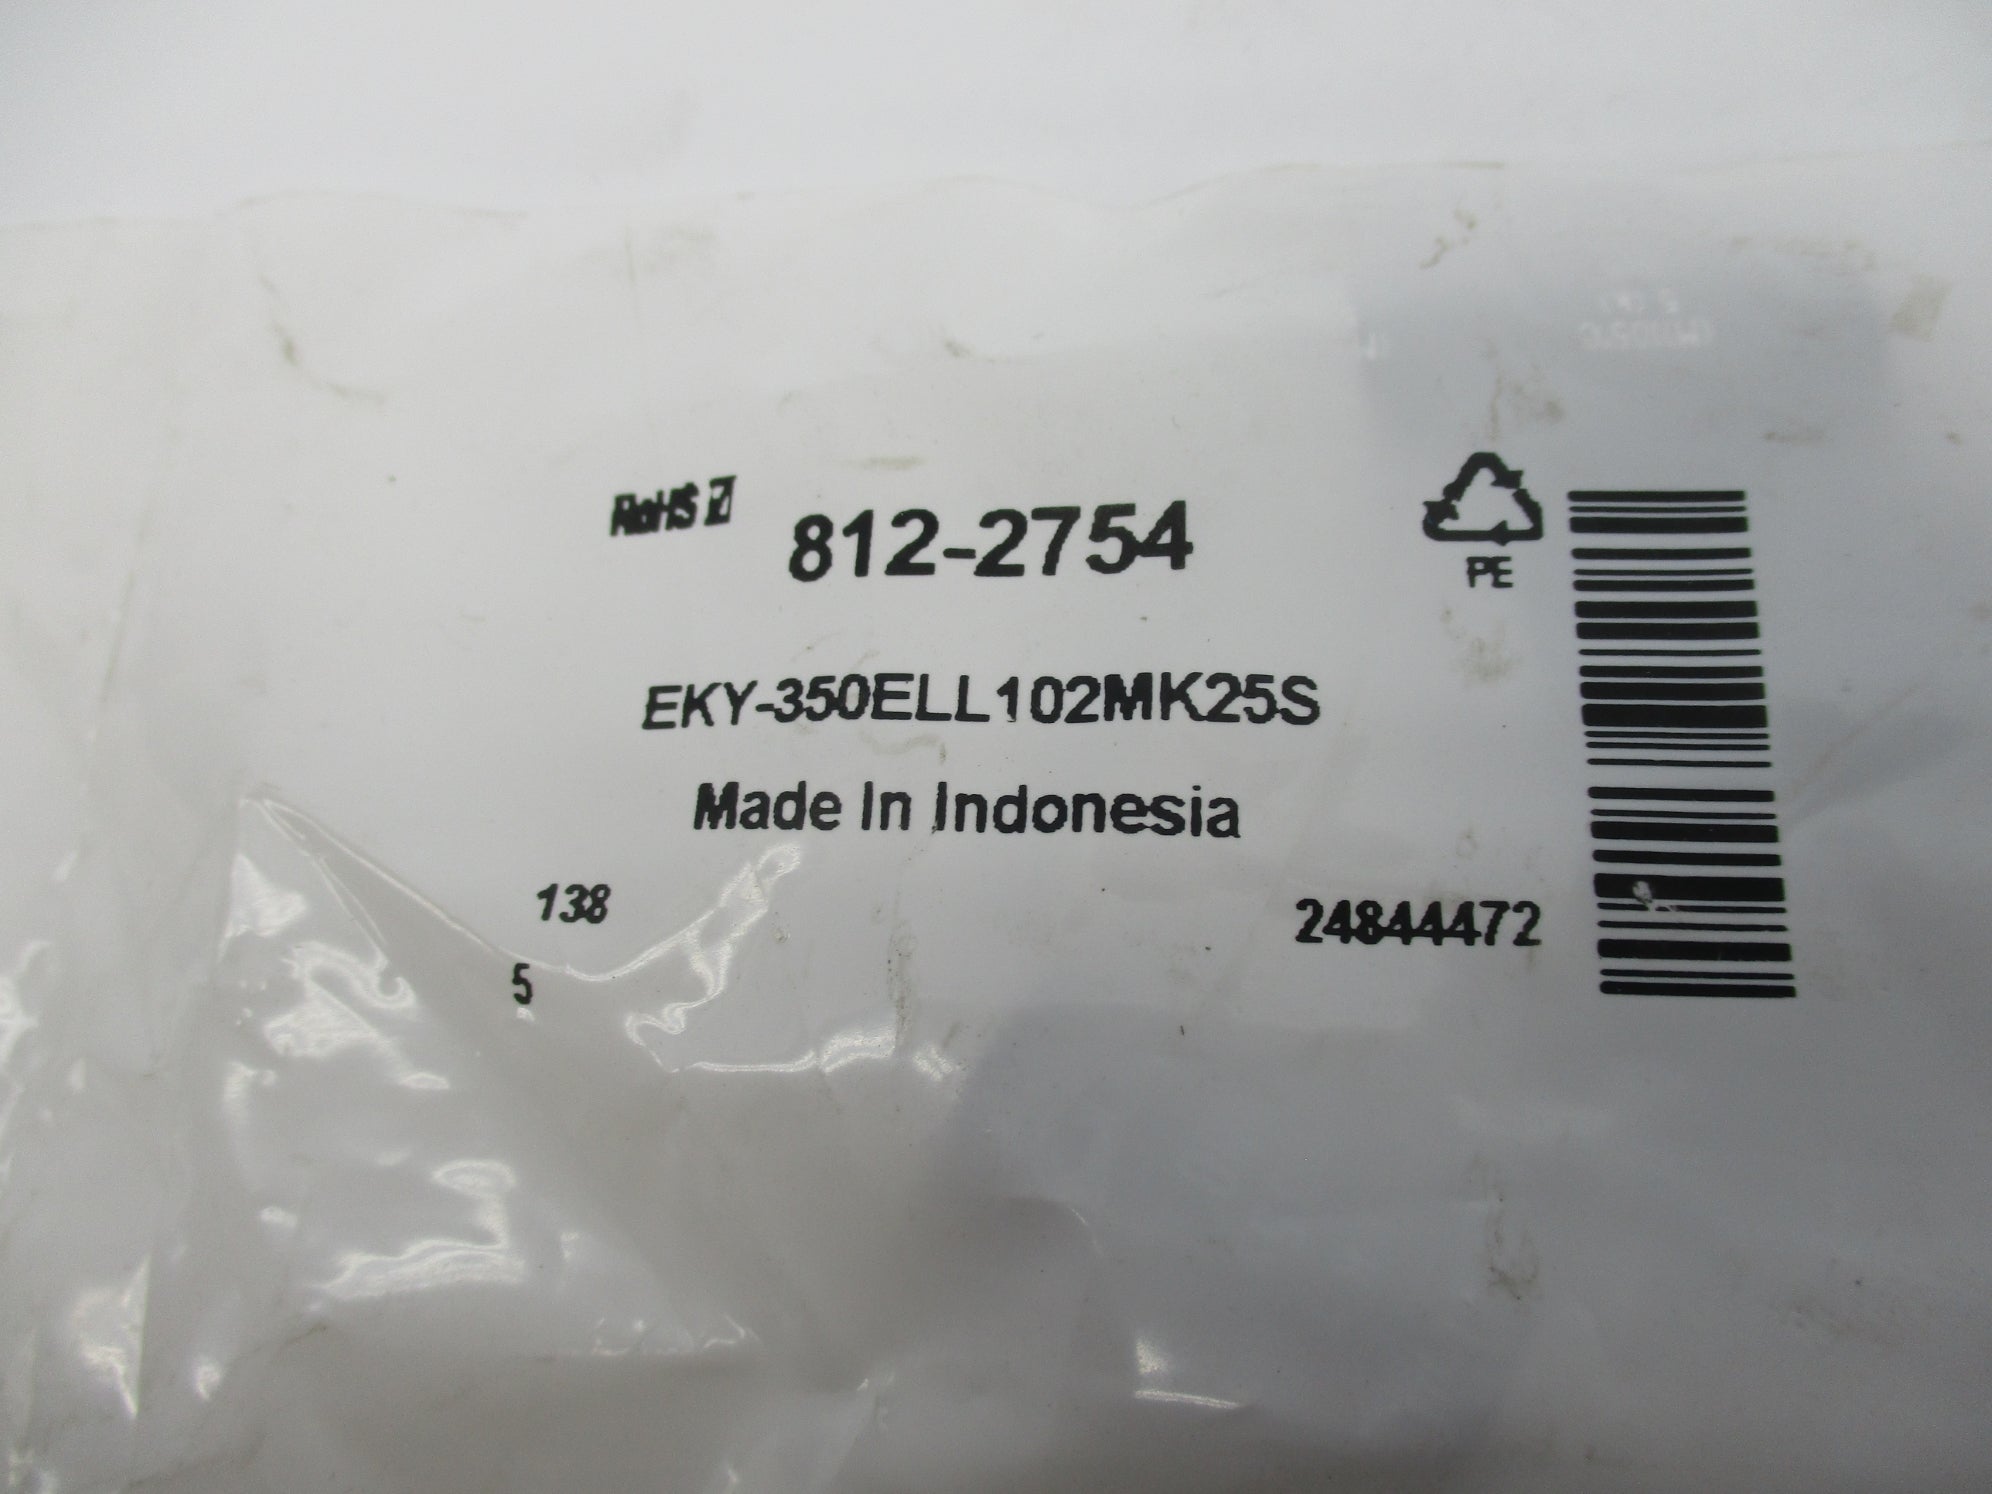 RoHS
812-2754
PE
EKY-350ELL102MK25S
Made In Indonesia
138
24844472
5